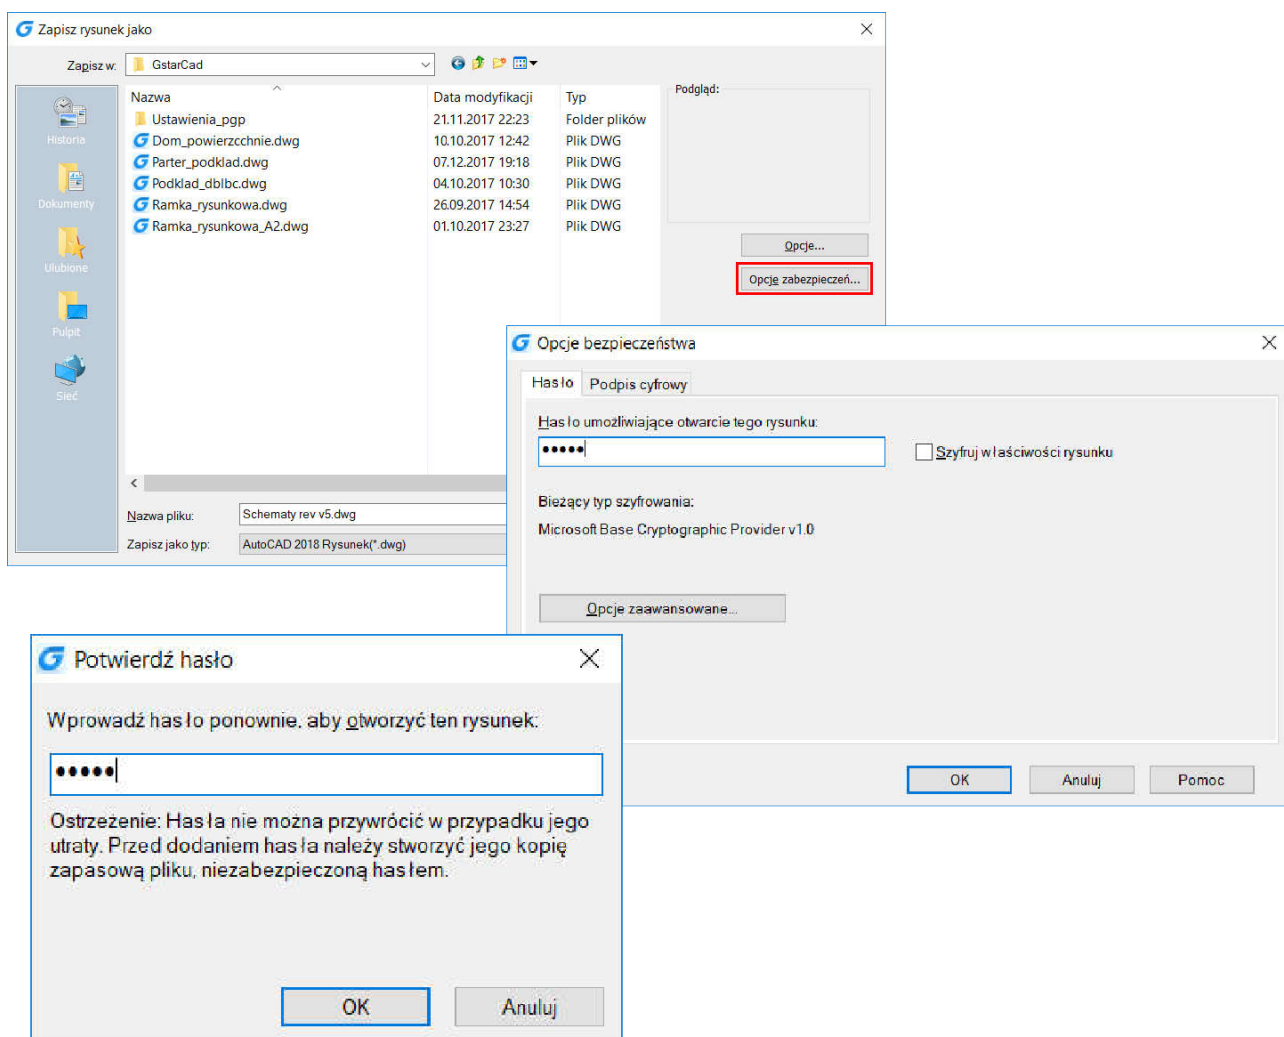 Zapisz rysunek jako
Zapisz w: GstarCad
Nazwa Data modyfikacji Typ
Ustawienia_pgp 21.11.2017 22:23 Folder plików
Dom_powierzcchnie.dwg 10.10.2017 12:42 Plik DWG
Parter_podklad.dwg 07.12.2017 19:18 Plik DWG
Podklad_dblbc.dwg 04.10.2017 10:30 Plik DWG
Ramka_rysunkowa.dwg 26.09.2017 14:54 Plik DWG
Ramka_rysunkowa_A2.dwg 01.10.2017 23:27 Plik DWG
Historia
Dokumenty
Ulubione
Pulpit
Sieć
Podgląd:
Opcje...
Opcje zabezpieczeń...
Nazwa pliku: Schematy rev v5.dwg
Zapisz jako typ: AutoCAD 2018 Rysunek(*.dwg)
Opcje bezpieczeństwa
Hasło Podpis cyfrowy
Hasło umożliwiające otwarcie tego rysunku:
Szyfruj właściwości rysunku
Bieżący typ szyfrowania:
Microsoft Base Cryptographic Provider v1.0
Opcje zaawansowane...
OK Anuluj Pomoc
Potwierdź hasło
Wprowadź hasło ponownie, aby otworzyć ten rysunek:
Ostrzeżenie: Hasła nie można przywrócić w przypadku jego
utraty. Przed dodaniem hasła należy stworzyć jego kopię
zapasową pliku, niezabezpieczoną hasłem.
OK Anuluj